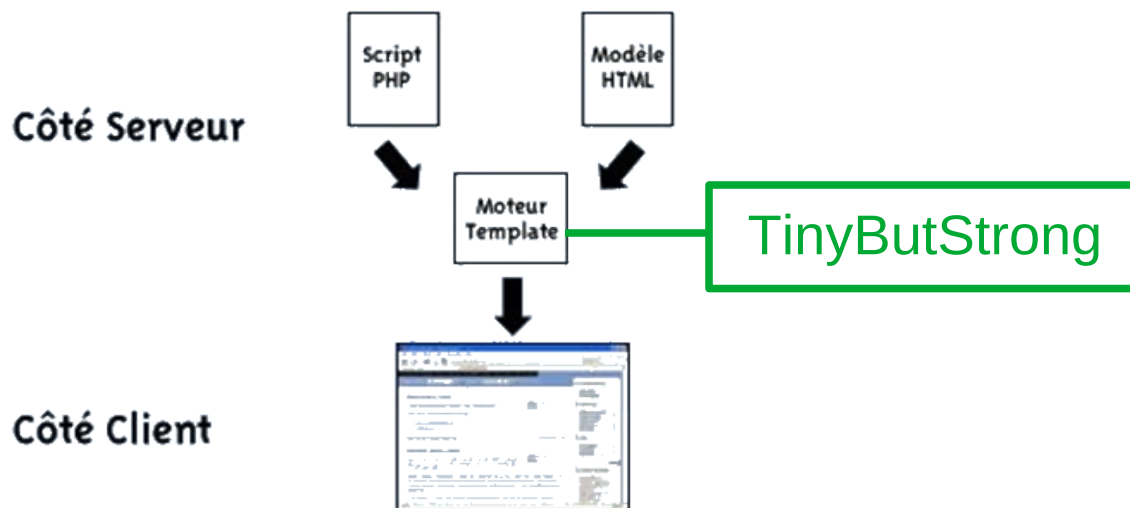 Script
PHP
Modèle
HTML
Côté Serveur
Moteur
Template
TinyButStrong
Côté Client